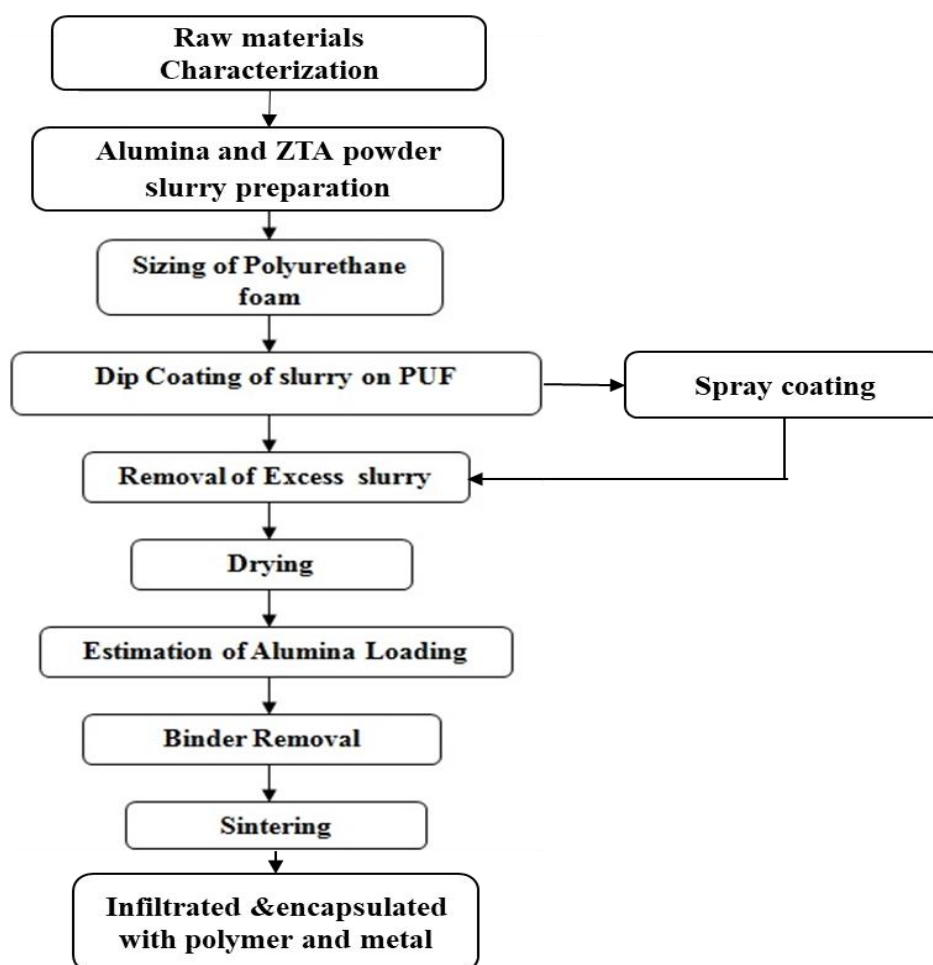 Raw materials
Characterization
Alumina and ZTA powder
slurry preparation
Sizing of Polyurethane
foam
Dip Coating of slurry on PUF
Spray coating
Removal of Excess slurry
Drying
Estimation of Alumina Loading
Binder Removal
Sintering
Infiltrated &encapsulated
with polymer and metal